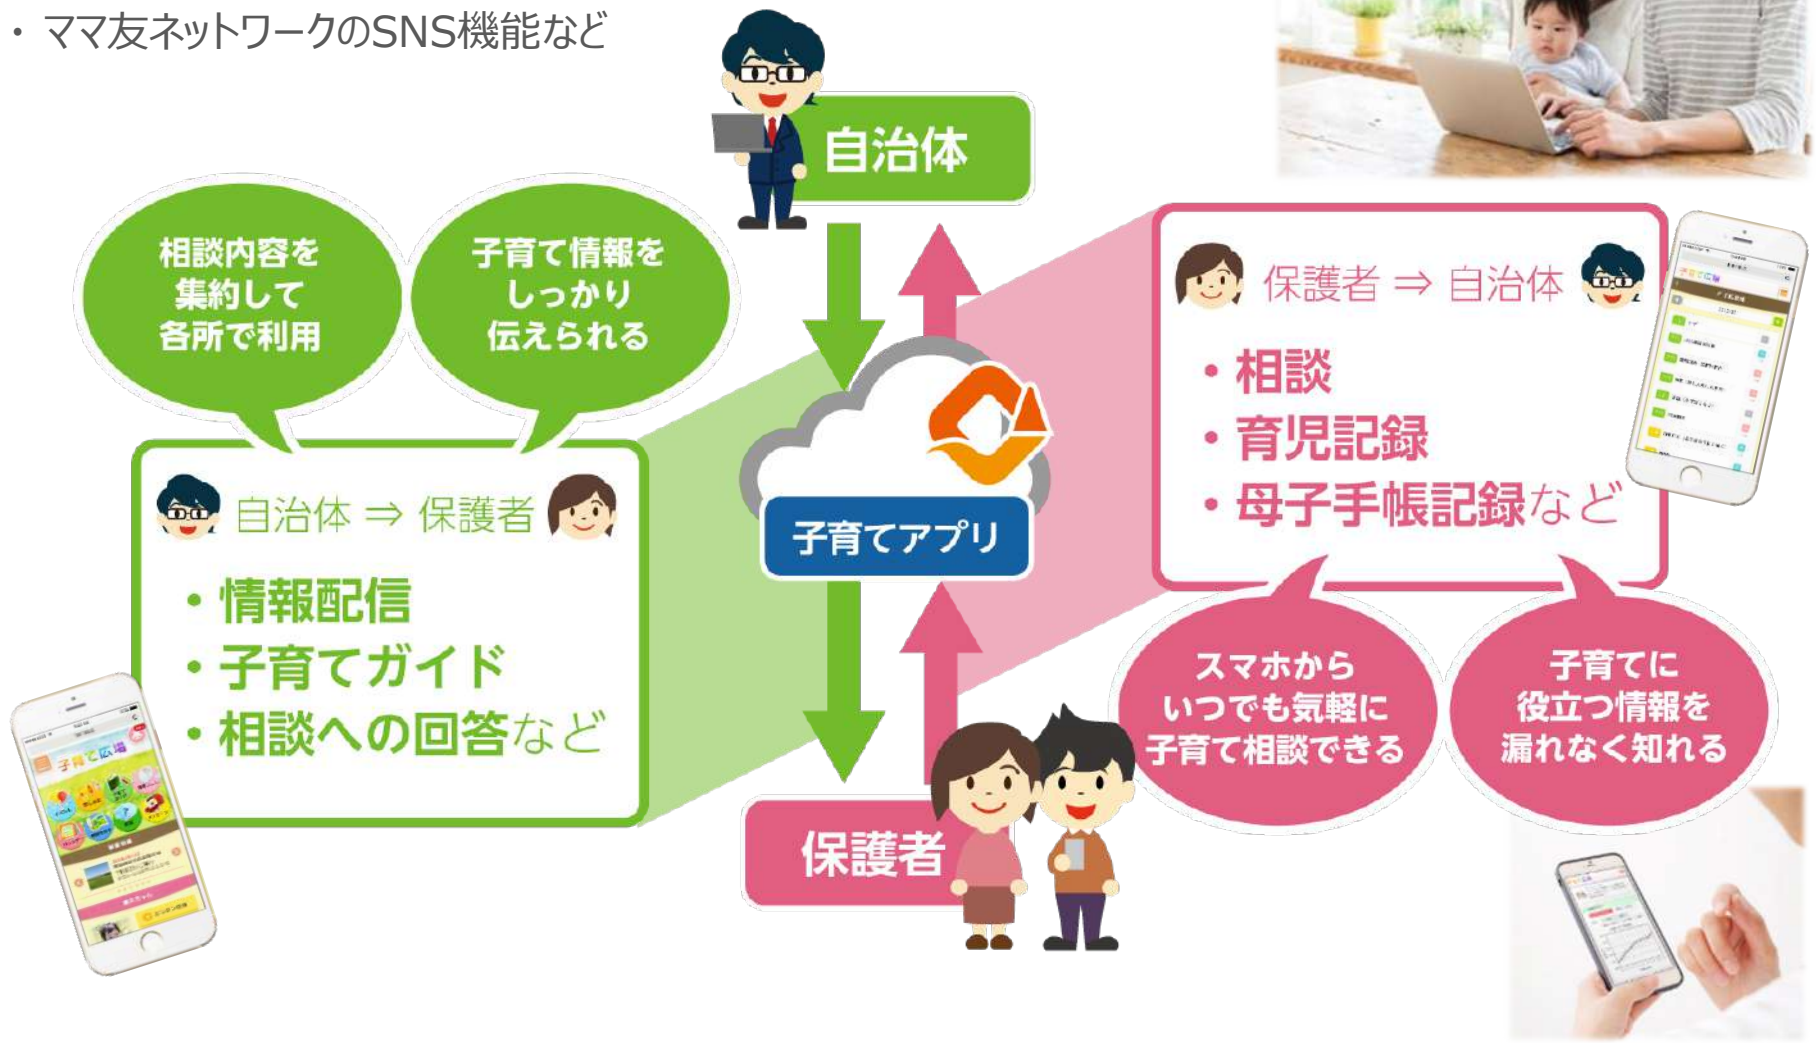 ・ ママ友ネットワークのSNS機能など
自治体
相談内容を
集約して
各所で利用
子育て情報を
しっかり
伝えられる
自治体 ⇒ 保護者
・情報配信
・子育てガイド
・相談への回答など
子育てアプリ
保護者 ⇒ 自治体
・相談
・育児記録
・母子手帳記録など
スマホから
いつでも気軽に
子育て相談できる
子育てに
役立つ情報を
漏れなく知れる
保護者
子育て広場